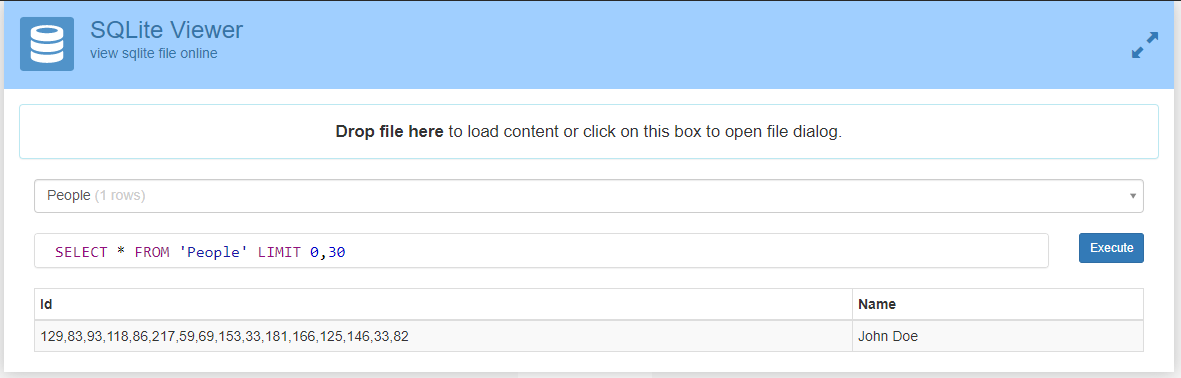 SQLite Viewer
view sqlite file online
Drop file here to load content or click on this box to open file dialog.
People (1 rows)
SELECT * FROM 'People' LIMIT 0,30
Execute
Id Name
129,83,93,118,86,217,59,69,153,33,181,166,125,146,33,82 John Doe